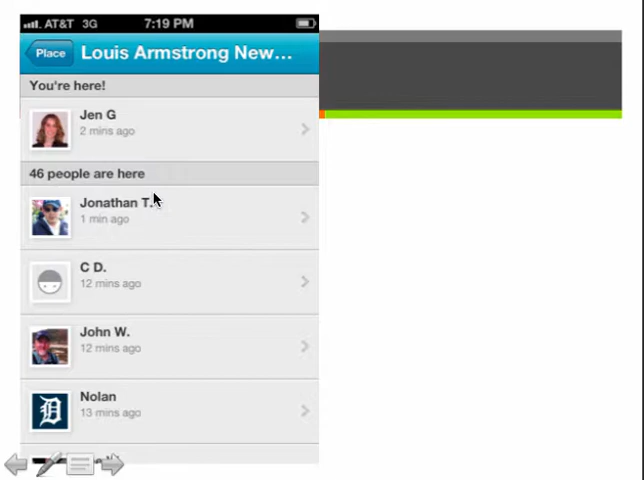 AT&T 3G 7:19 PM
Place Louis Armstrong New...
You're here!
Jen G
2 mins ago
46 people are here
Jonathan T.
1 min ago
C D.
12 mins ago
John W.
12 mins ago
Nolan
13 mins ago